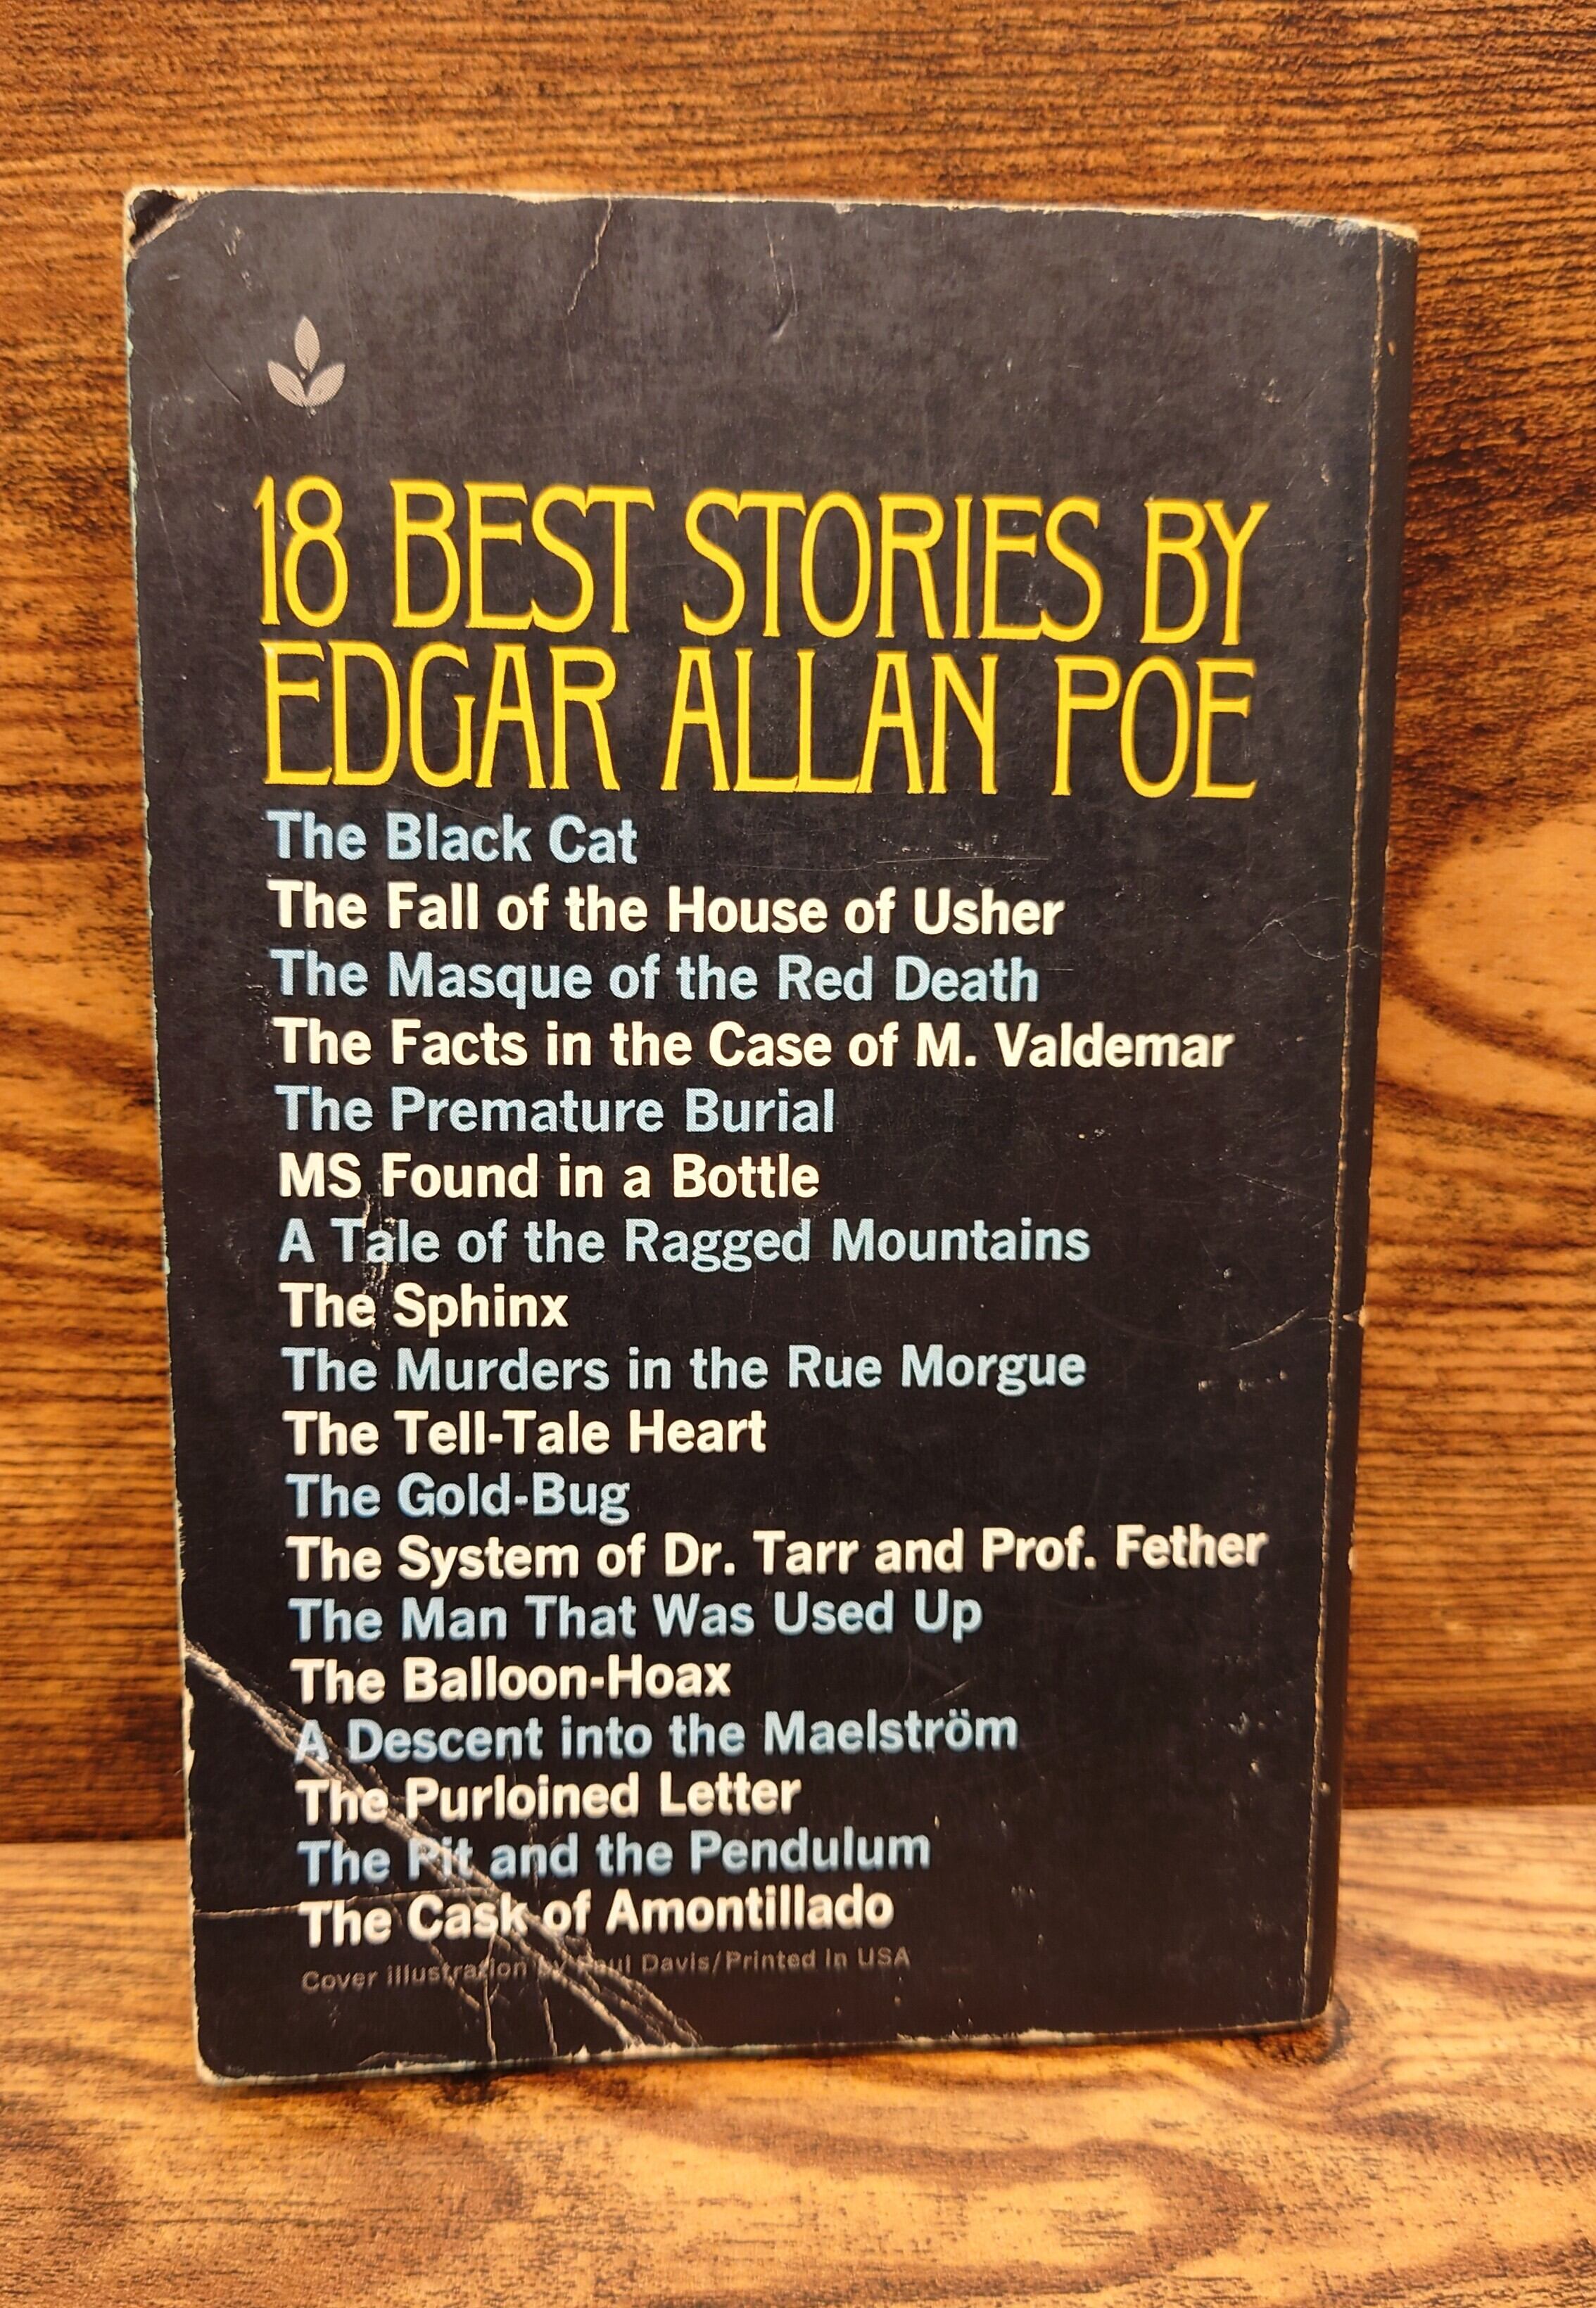 18 BEST STORIES BY
EDGAR ALLAN POE
The Black Cat
The Fall of the House of Usher
The Masque of the Red Death
The Facts in the Case of M. Valdemar
The Premature Burial
MS Found in a Bottle
A Tale of the Ragged Mountains
The Sphinx
The Murders in the Rue Morgue
The Tell-Tale Heart
The Gold-Bug
The System of Dr. Tarr and Prof. Fether
The Man That Was Used Up
The Balloon-Hoax
A Descent into the Maelström
The Purloined Letter
The Pit and the Pendulum
The Cask of Amontillado
Cover illustration by Paul Davis/Printed in USA